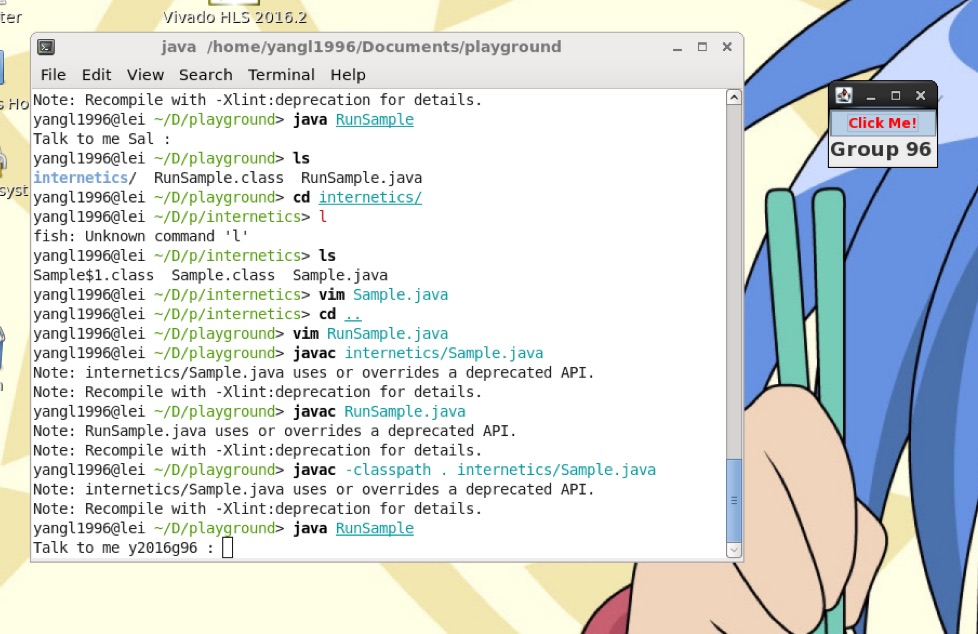 ter
Vivado HLS 2016.2
s Ho
syst
java /home/yangl1996/Documents/playground
File Edit View Search Terminal Help
Note: Recompile with -Xlint:deprecation for details.
yangl1996@lei ~/D/playground> java RunSample
Talk to me Sal :
yangl1996@lei ~/D/playground> ls
internetics/ RunSample.class RunSample.java
yangl1996@lei ~/D/playground> cd internetics/
yangl1996@lei ~/D/p/internetics> l
fish: Unknown command 'l'
yangl1996@lei ~/D/p/internetics> ls
Sample$1.class Sample.class Sample.java
yangl1996@lei ~/D/p/internetics> vim Sample.java
yangl1996@lei ~/D/p/internetics> cd ..
yangl1996@lei ~/D/playground> vim RunSample.java
yangl1996@lei ~/D/playground> javac internetics/Sample.java
Note: internetics/Sample.java uses or overrides a deprecated API.
Note: Recompile with -Xlint:deprecation for details.
yangl1996@lei ~/D/playground> javac RunSample.java
Note: RunSample.java uses or overrides a deprecated API.
Note: Recompile with -Xlint:deprecation for details.
yangl1996@lei ~/D/playground> javac -classpath . internetics/Sample.java
Note: internetics/Sample.java uses or overrides a deprecated API.
Note: Recompile with -Xlint:deprecation for details.
yangl1996@lei ~/D/playground> java RunSample
Talk to me y2016g96 :
Click Me!
Group 96